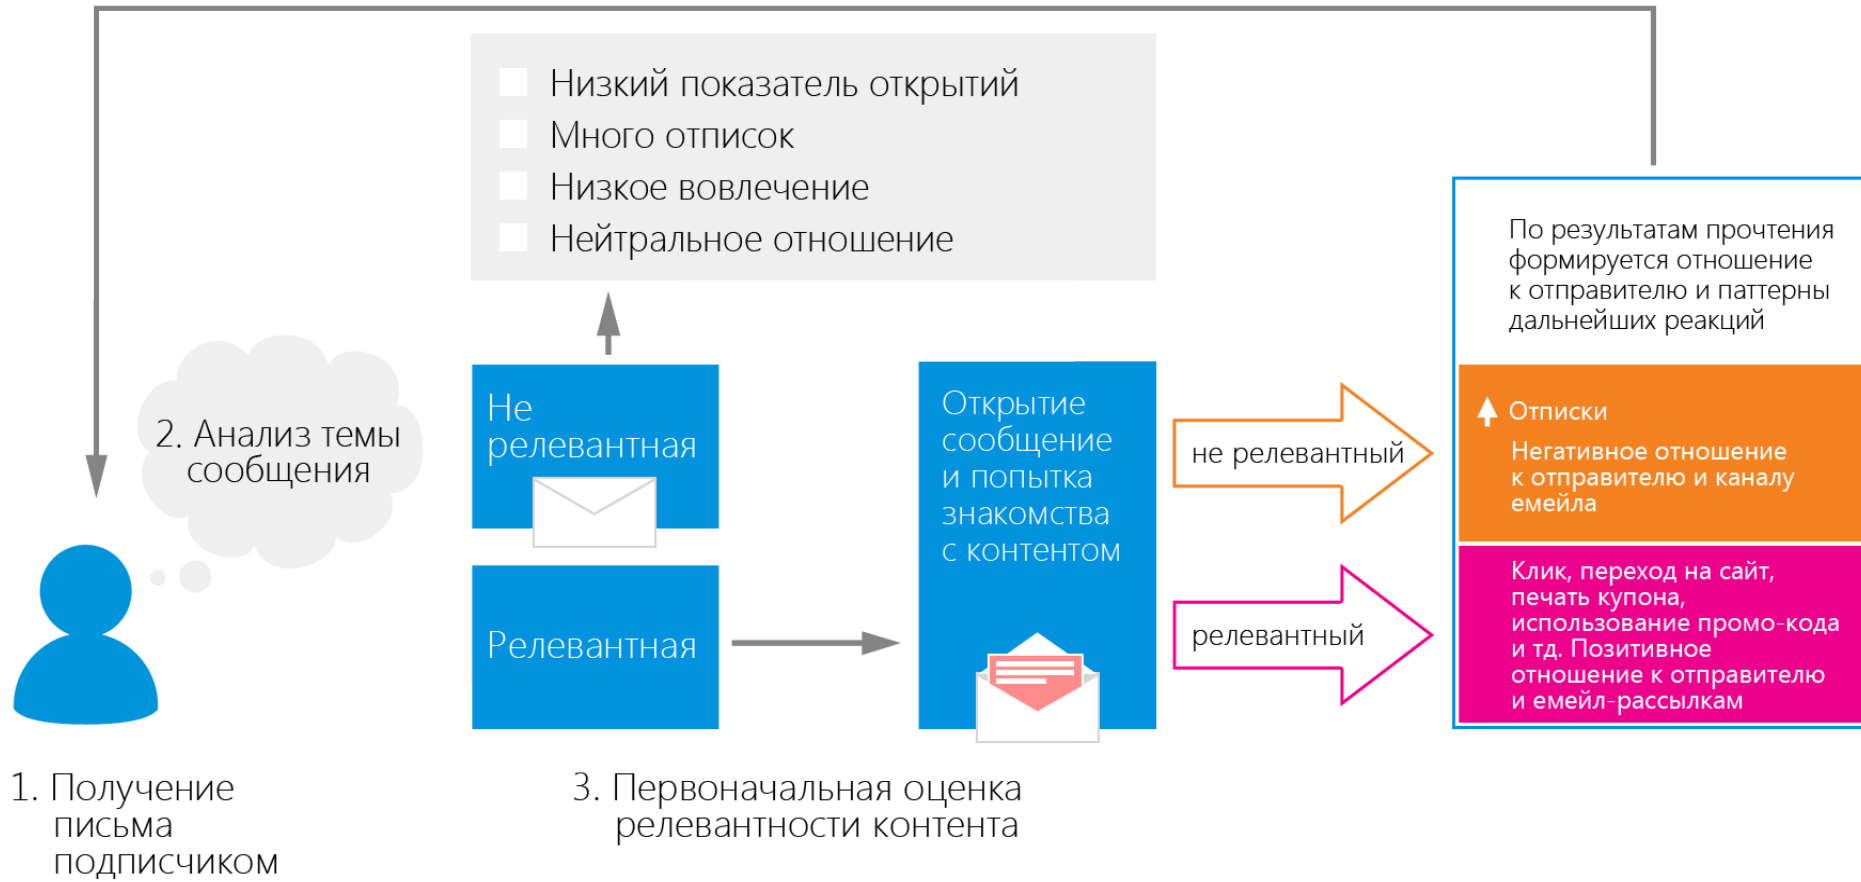 Низкий показатель открытий
Много отписок
Низкое вовлечение
Нейтральное отношение
2. Анализ темы
сообщения
1. Получение
письма
подписчиком
Не
релевантная
Релевантная
3. Первоначальная оценка
релевантности контента
Открытие
сообщение
и попытка
знакомства
с контентом
не релевантный
релевантный
По результатам прочтения
формируется отношение
к отправителю и паттерны
дальнейших реакций
Отписки
Негативное отношение
к отправителю и каналу
емейла
Клик, переход на сайт,
печать купона,
использование промо-кода
и тд. Позитивное
отношение к отправителю
и емейл-рассылкам